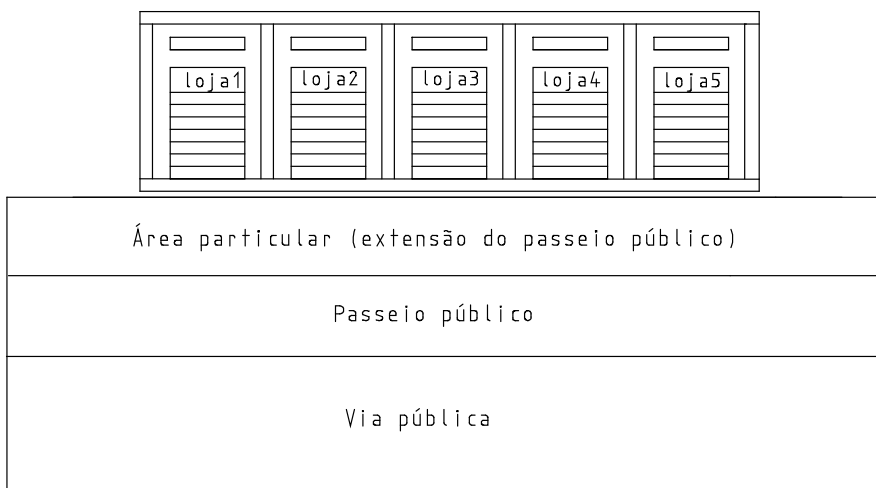 loja1 loja2 loja3 loja4 loja5
Área particular (extensão do passeio público)
Passeio público
Via pública